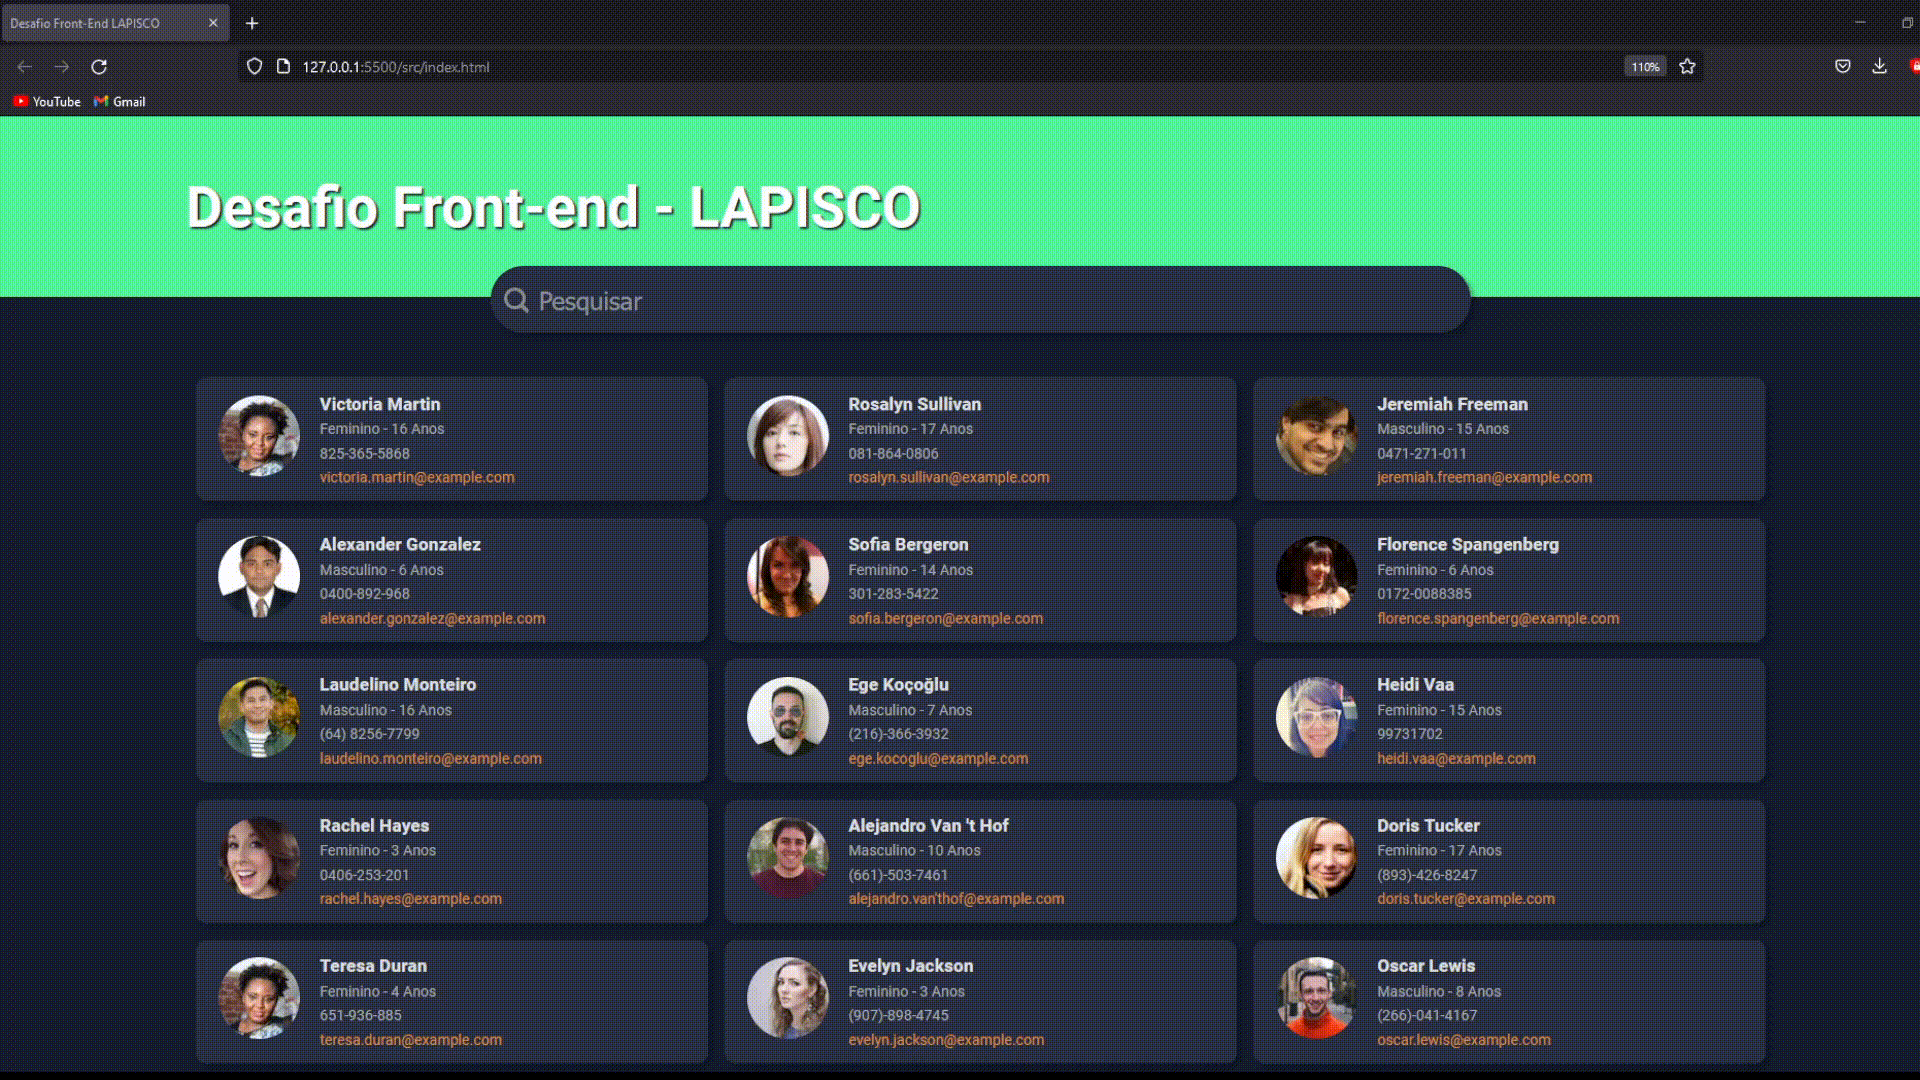 Desafio Front-End LAPISCO
127.0.0.1:5500/src/index.html
110%
YouTube
Gmail
Desafio Front-end - LAPISCO
Pesquisar
Victoria Martin
Feminino - 16 Anos
825-365-5868
victoria.martin@example.com
Rosalyn Sullivan
Feminino - 17 Anos
081-864-0806
rosalyn.sullivan@example.com
Jeremiah Freeman
Masculino - 15 Anos
0471-271-011
jeremiah.freeman@example.com
Alexander Gonzalez
Masculino - 6 Anos
0400-892-968
alexander.gonzalez@example.com
Sofia Bergeron
Feminino - 14 Anos
301-283-5422
sofia.bergeron@example.com
Florence Spangenberg
Feminino - 6 Anos
0172-0088385
florence.spangenberg@example.com
Laudelino Monteiro
Masculino - 16 Anos
(64) 8256-7799
laudelino.monteiro@example.com
Ege Koçoğlu
Masculino - 7 Anos
(216)-366-3932
ege.kocoglu@example.com
Heidi Vaa
Feminino - 15 Anos
99731702
heidi.vaa@example.com
Rachel Hayes
Feminino - 3 Anos
0406-253-201
rachel.hayes@example.com
Alejandro Van 't Hof
Masculino - 10 Anos
(661)-503-7461
alejandro.van'thof@example.com
Doris Tucker
Feminino - 17 Anos
(893)-426-8247
doris.tucker@example.com
Teresa Duran
Feminino - 4 Anos
651-936-885
teresa.duran@example.com
Evelyn Jackson
Feminino - 3 Anos
(907)-898-4745
evelyn.jackson@example.com
Oscar Lewis
Masculino - 8 Anos
(266)-041-4167
oscar.lewis@example.com